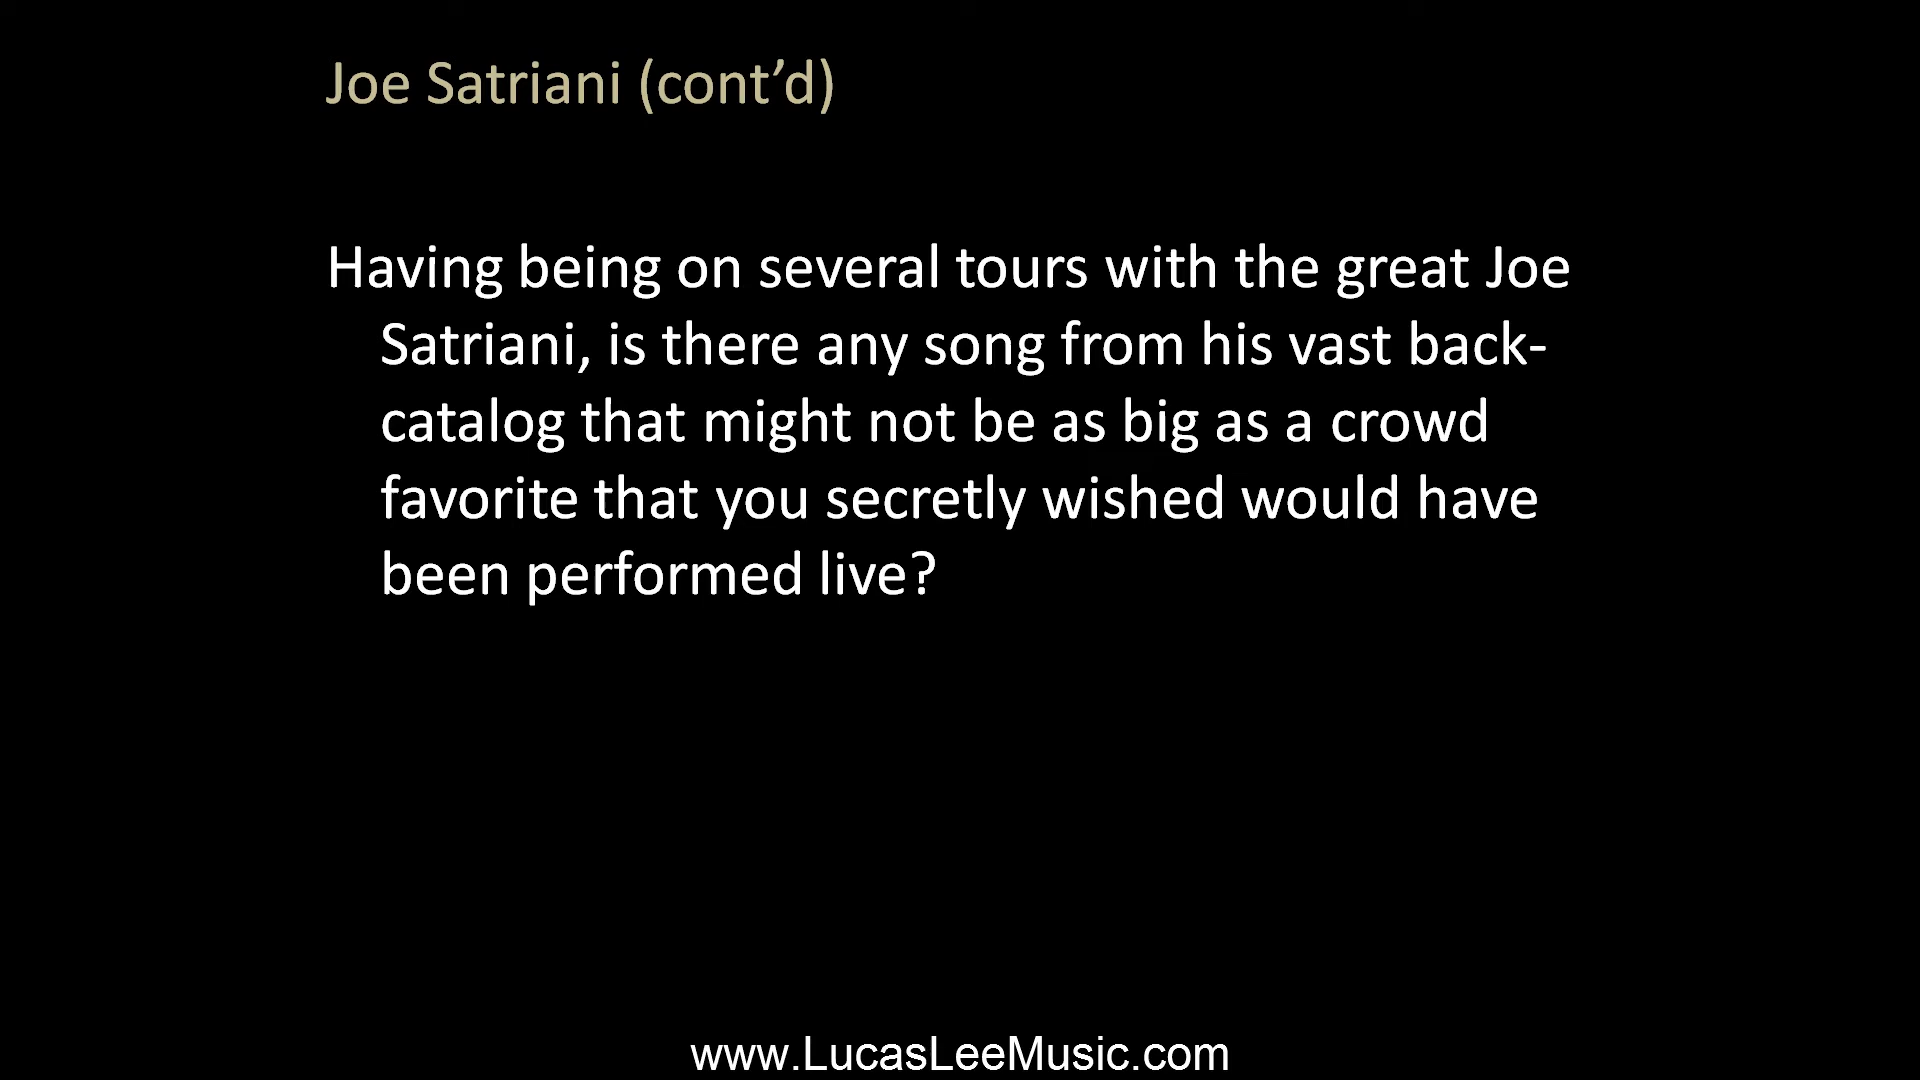 Joe Satriani (cont’d)
Having being on several tours with the great Joe
Satriani, is there any song from his vast back-
catalog that might not be as big as a crowd
favorite that you secretly wished would have
been performed live?
www.LucasLeeMusic.com